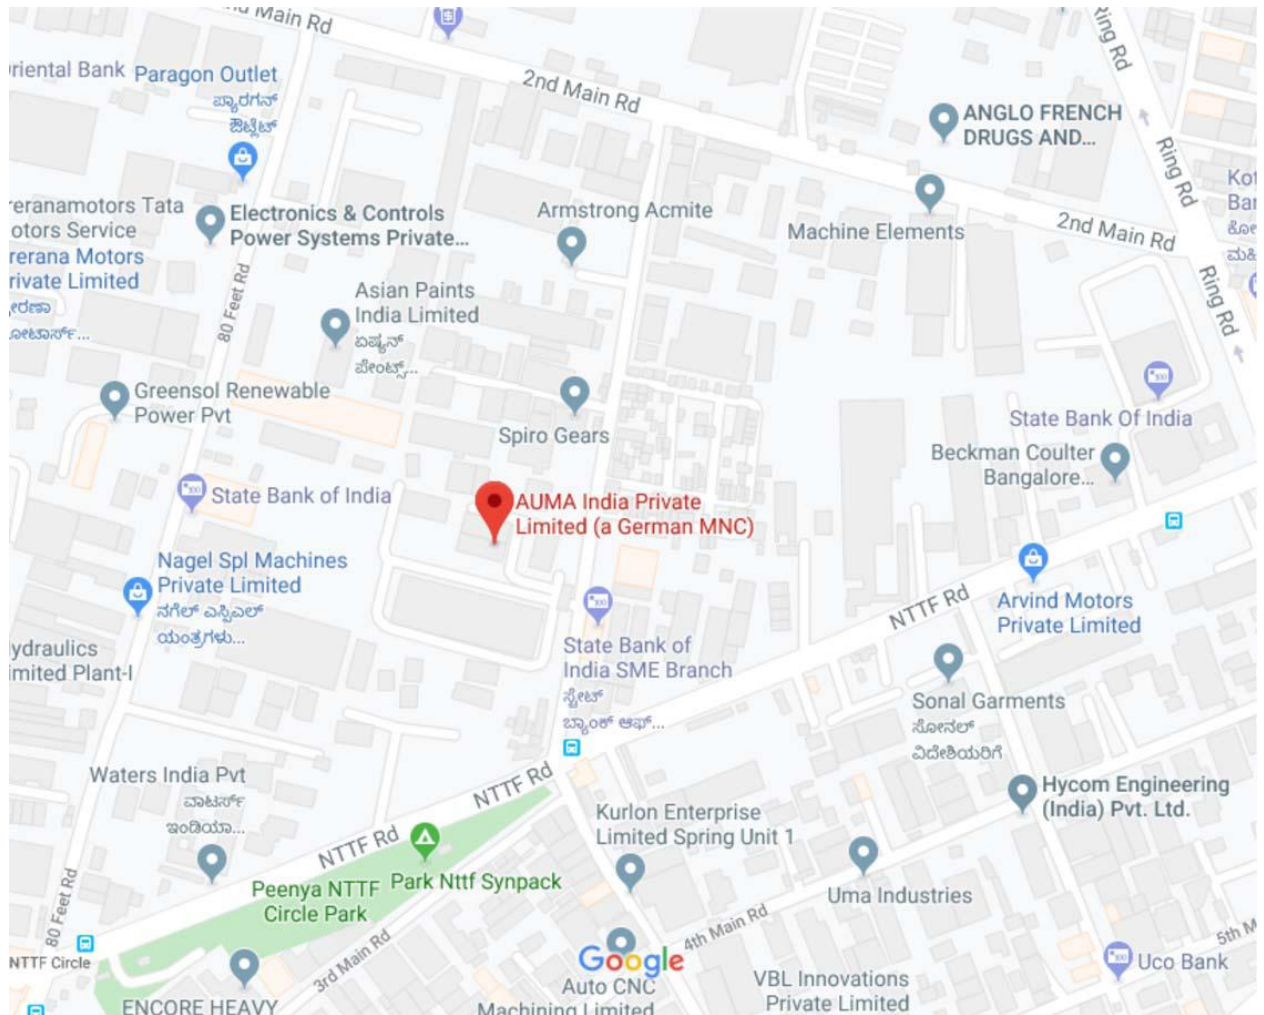 Main Rd
Ring Rd
riental Bank
Paragon Outlet
ಪ್ಯಾರಗನ್
ಔಟ್ಲೆಟ್
2nd Main Rd
ANGLO FRENCH
DRUGS AND...
Ring Rd
reranamotors Tata
otors Service
rerana Motors
rivate Limited
Electronics & Controls
Power Systems Private...
Armstrong Acmite
Machine Elements
2nd Main Rd
80 Feet Rd
Asian Paints
India Limited
ಏಷ್ಯನ್
ಪೇಂಟ್ಸ್...
Ring Rd
Greensol Renewable
Power Pvt
Spiro Gears
State Bank Of India
Beckman Coulter
Bangalore...
State Bank of India
AUMA India Private
Limited (a German MNC)
Nagel Spl Machines
Private Limited
ನಗೆಲ್ ಎಸ್ಪಿಎಲ್
ಯಂತ್ರಗಳು...
NTTF Rd
Arvind Motors
Private Limited
ydraulics
imited Plant-I
State Bank of
India SME Branch
ಸ್ಟೇಟ್
ಬ್ಯಾಂಕ್ ಆಫ್...
Sonal Garments
ಸೋನಲ್
ವಿದೇಶಿಯರಿಗೆ
Waters India Pvt
ವಾಟರ್ಸ್
ಇಂಡಿಯಾ...
NTTF Rd
Hycom Engineering
(India) Pvt. Ltd.
Kurlon Enterprise
Limited Spring Unit 1
NTTF Rd
Peenya NTTF
Circle Park
Park Nttf Synpack
Uma Industries
80 Feet Rd
NTTF Circle
3rd Main Rd
4th Main Rd
5th M
Google
Uco Bank
ENCORE HEAVY
Auto CNC
Machining Limited
VBL Innovations
Private Limited